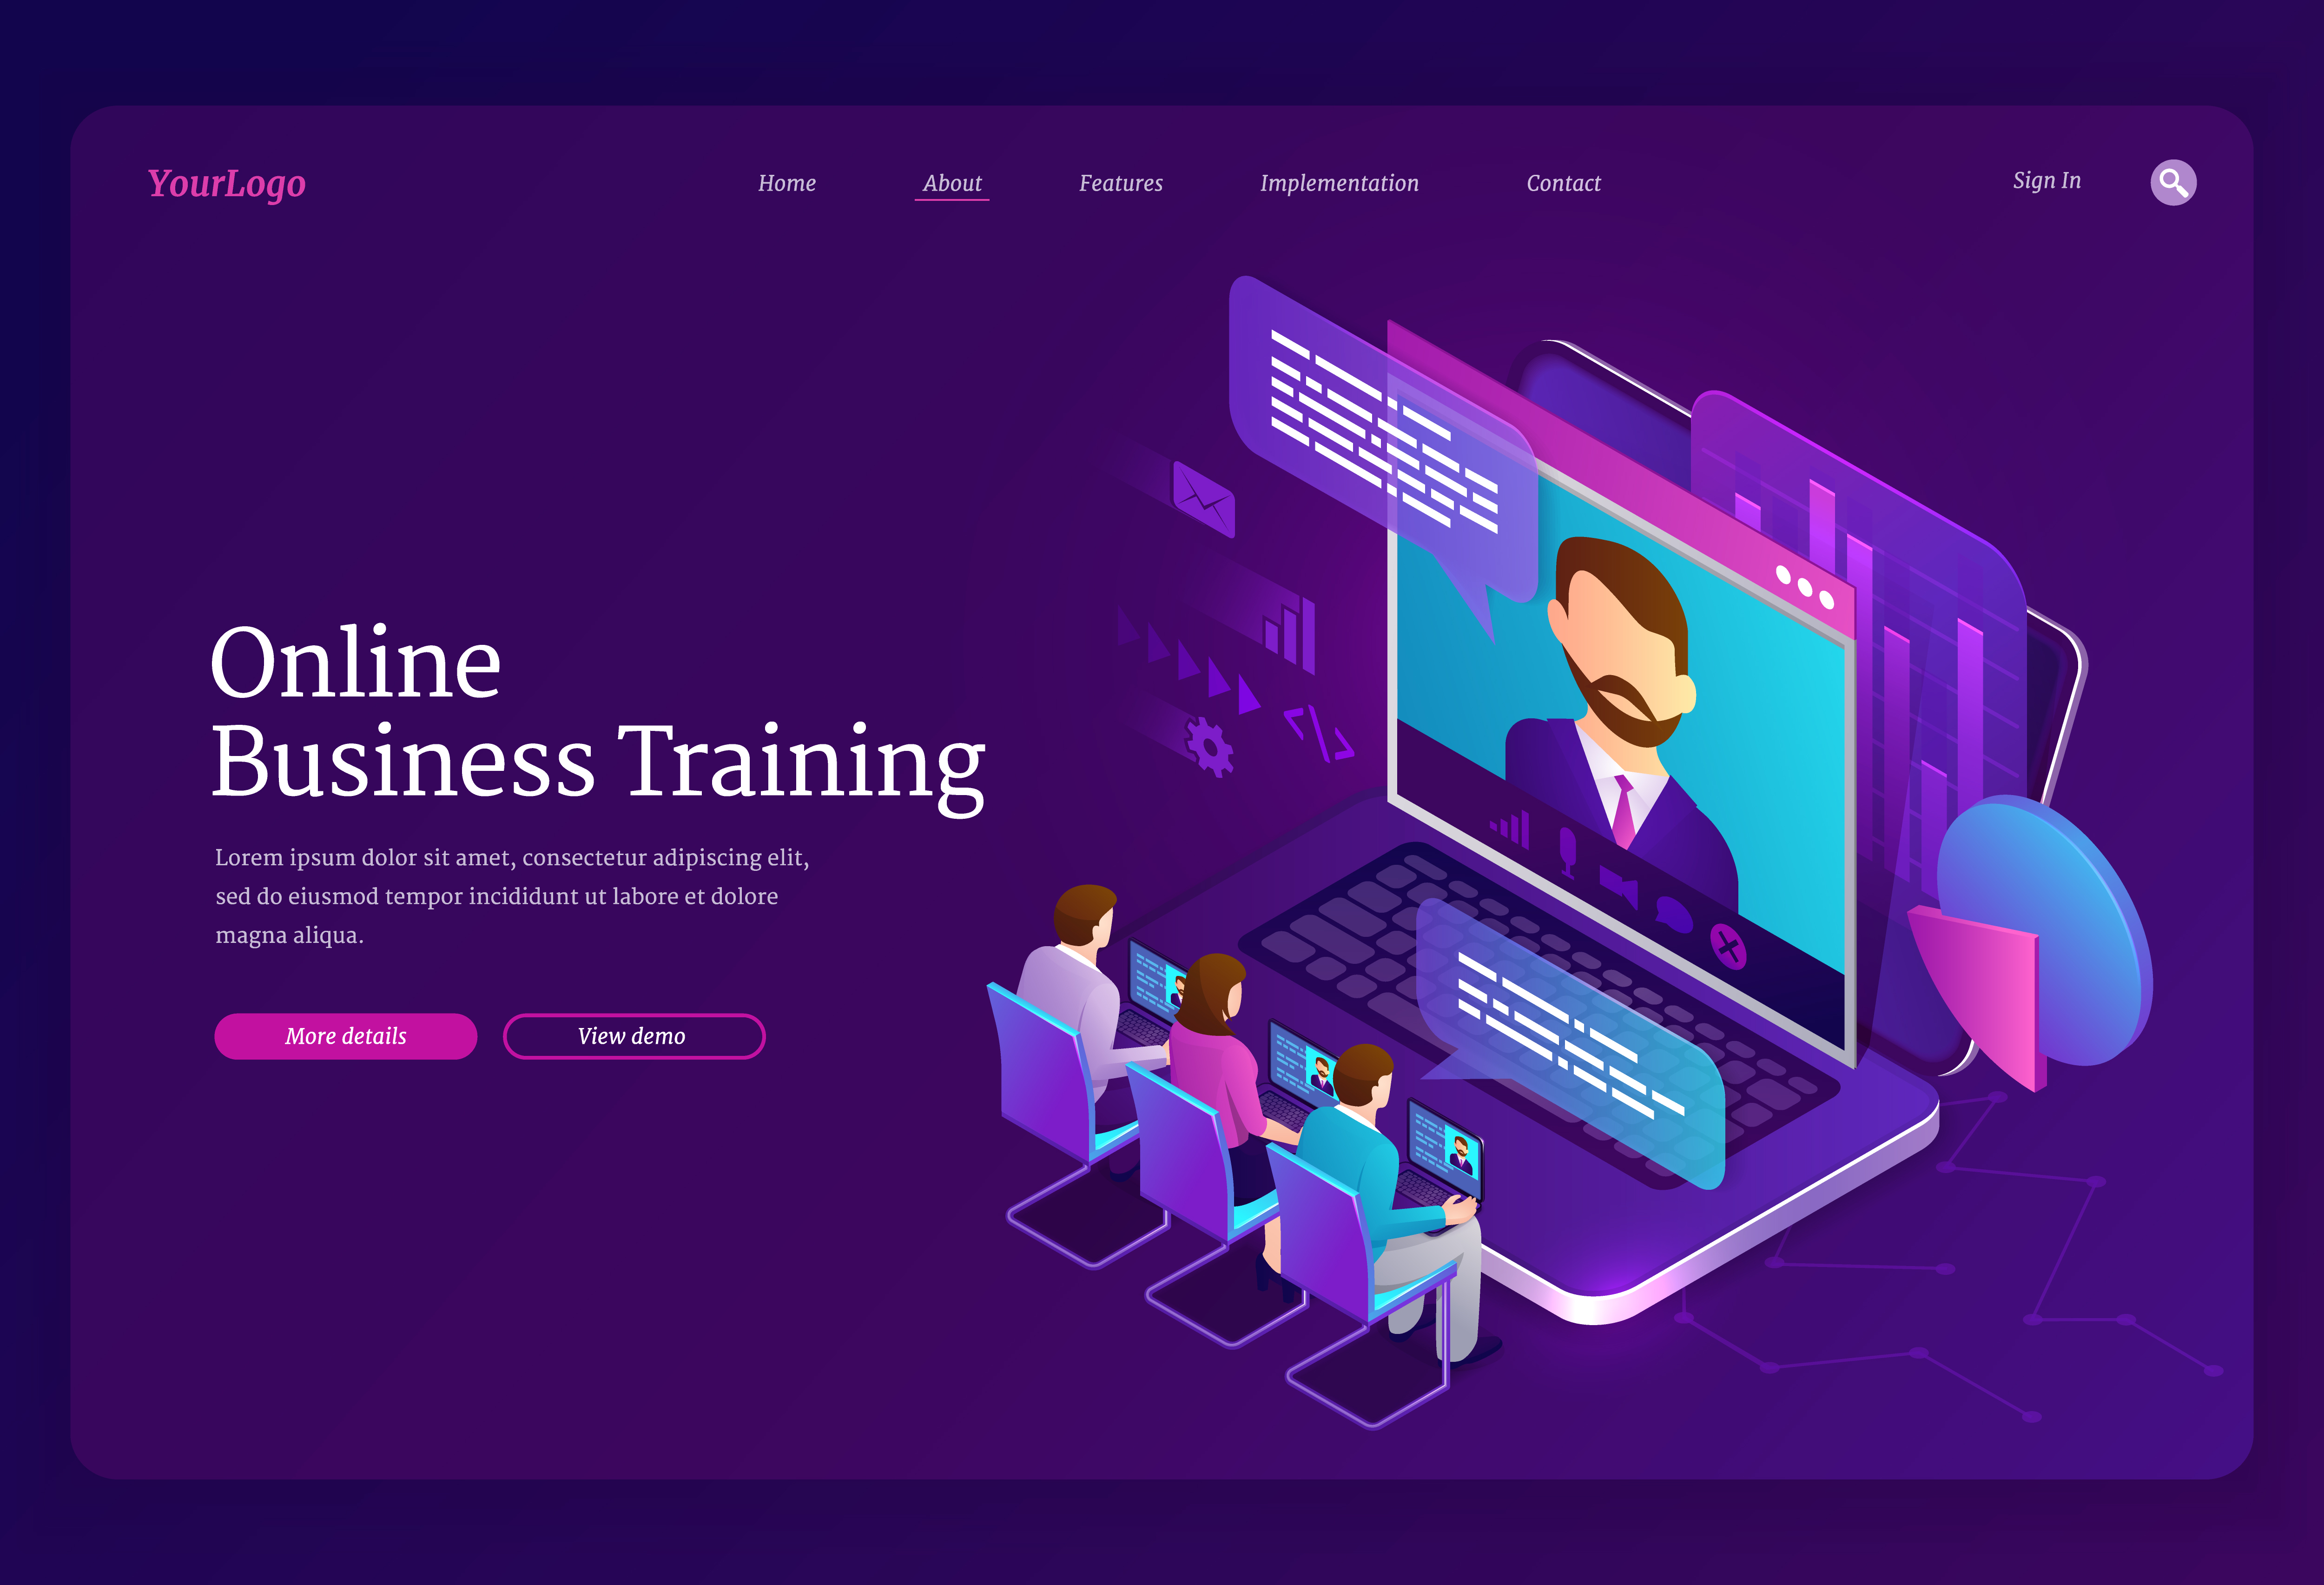 YourLogo
Home
About
Features
Implementation
Contact
Sign In
Online
Business Training
Lorem ipsum dolor sit amet, consectetur adipiscing elit,
sed do eiusmod tempor incididunt ut labore et dolore
magna aliqua.
More details
View demo